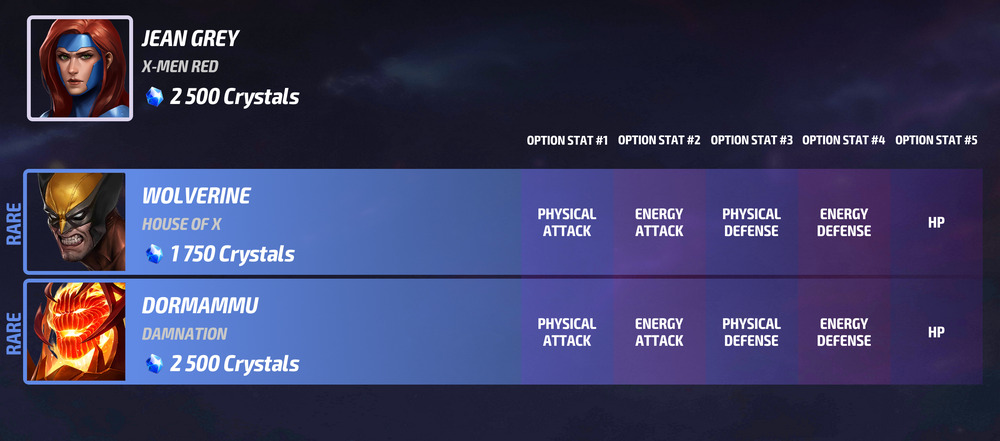 JEAN GREY
X-MEN RED
2 500 Crystals
OPTION STAT #1 OPTION STAT #2 OPTION STAT #3 OPTION STAT #4 OPTION STAT #5
RARE
WOLVERINE
HOUSE OF X
1 750 Crystals
PHYSICAL ATTACK
ENERGY ATTACK
PHYSICAL DEFENSE
ENERGY DEFENSE
HP
RARE
DORMAMMU
DAMNATION
2 500 Crystals
PHYSICAL ATTACK
ENERGY ATTACK
PHYSICAL DEFENSE
ENERGY DEFENSE
HP